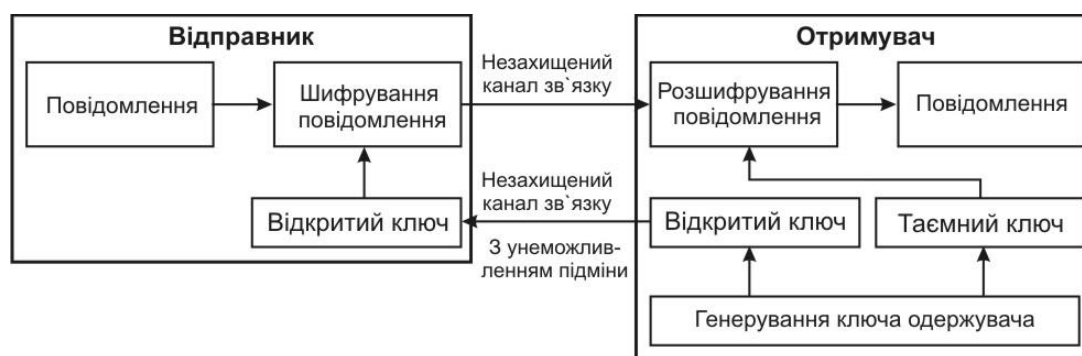 Відправник
Повідомлення
Шифрування
повідомлення
Відкритий ключ
Незахищений
канал зв`язку
Незахищений
канал зв`язку
З унеможлив-
ленням підміни
Отримувач
Розшифрування
повідомлення
Повідомлення
Відкритий ключ
Таємний ключ
Генерування ключа одержувача